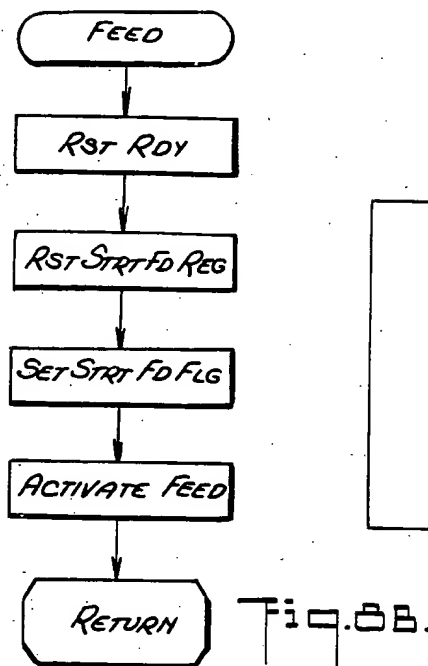 FEED
RST RDY
RST STRT FD REG
SET STRT FD FLG
ACTIVATE FEED
RETURN
Fig.8B.